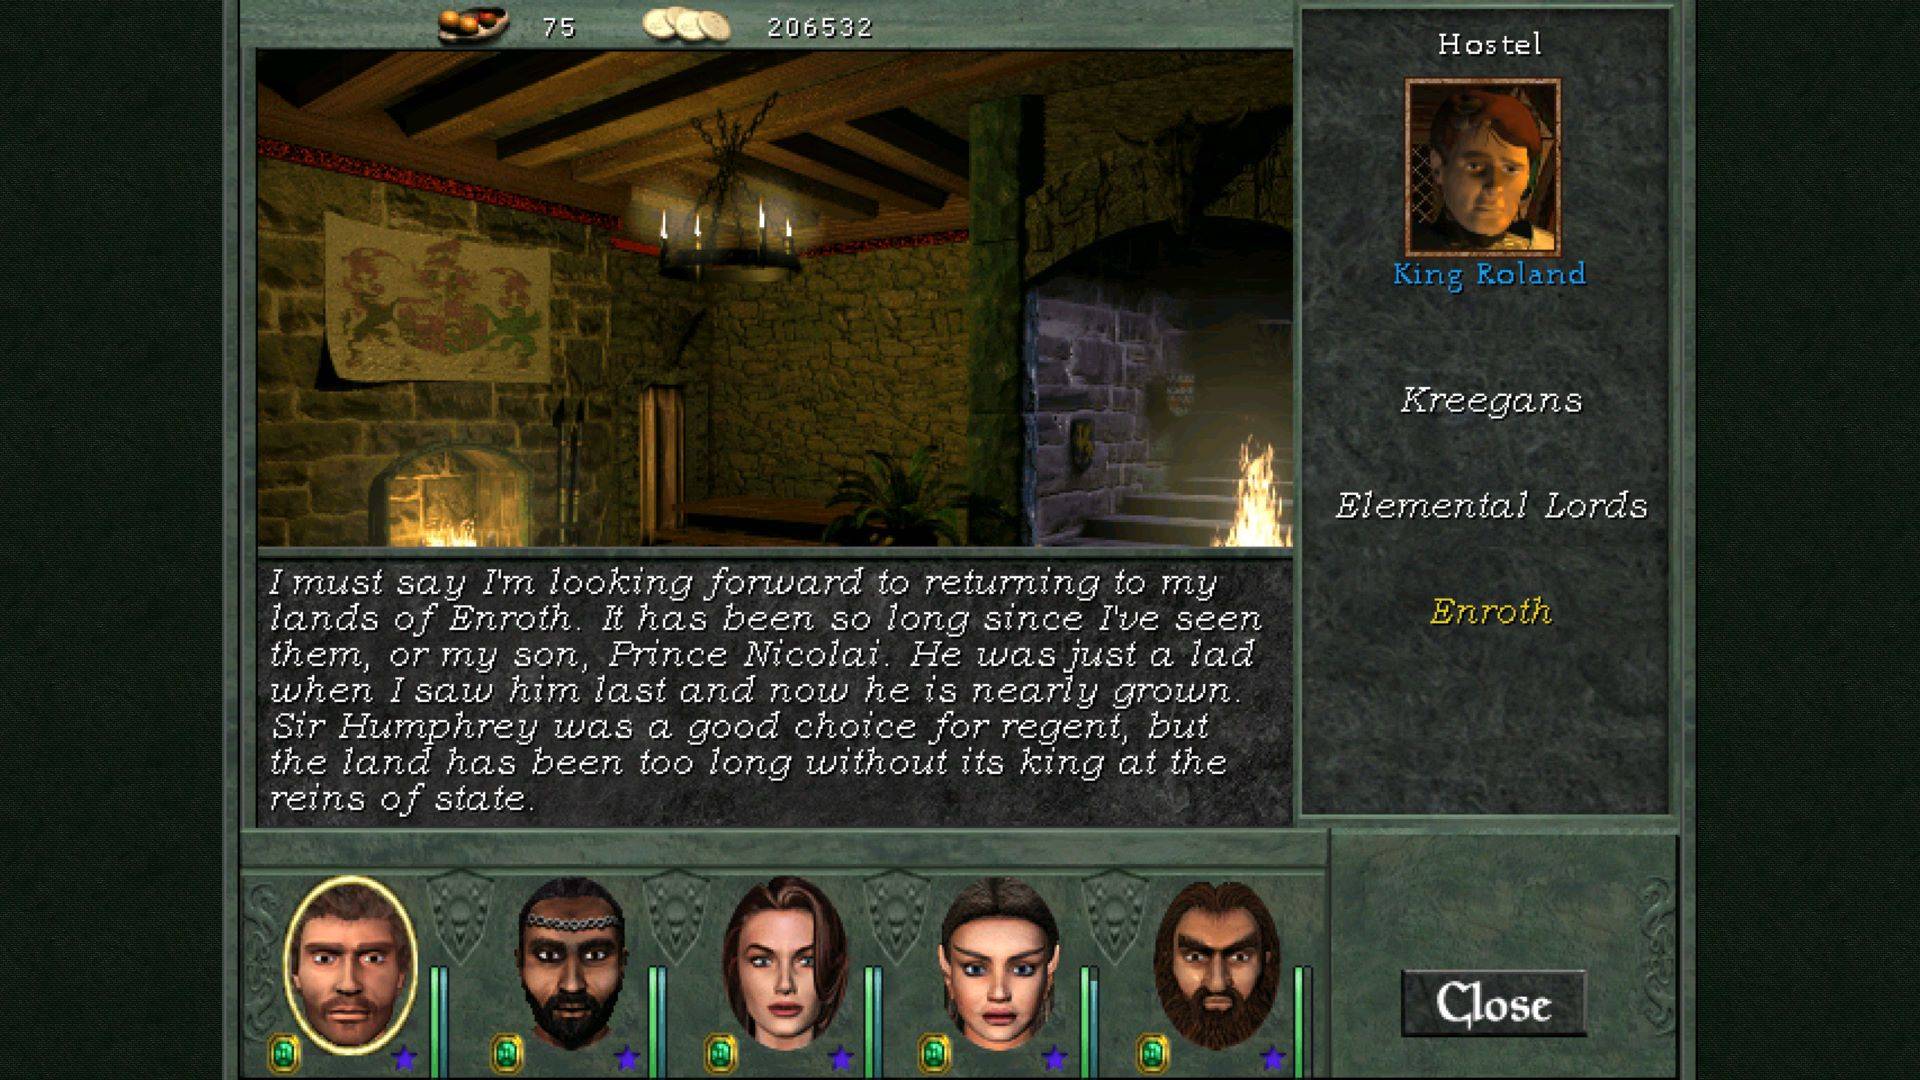 75
206532
Hostel
King Roland
Kreegans
Elemental Lords
Enroth
I must say I'm looking forward to returning to my
lands of Enroth. It has been so long since I've seen
them, or my son, Prince Nicolai. He was just a lad
when I saw him last and now he is nearly grown.
Sir Humphrey was a good choice for regent, but
the land has been too long without its king at the
reins of state.
Close